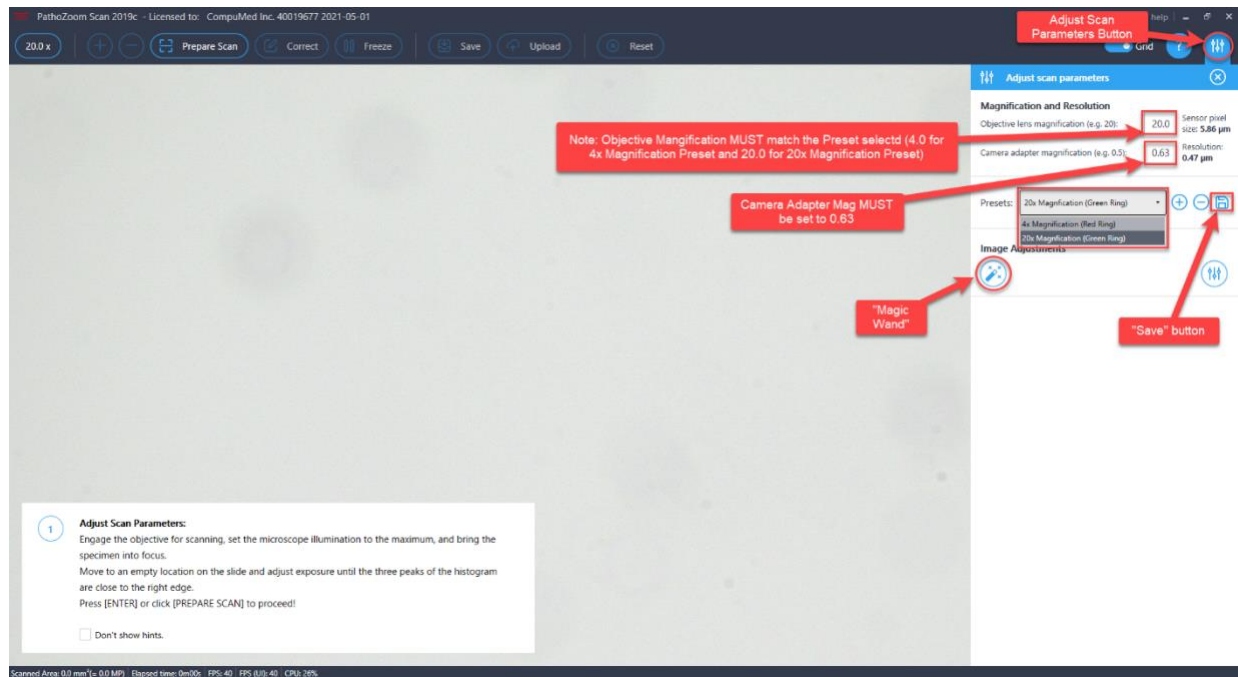 PathoZoom Scan 2019c - Licensed to: CompuMed Inc. 40019677 2021-05-01
help
20.0 x
Prepare Scan
Correct
Freeze
Save
Upload
Reset
Grid
?
Adjust Scan
Parameters Button
Adjust scan parameters
Magnification and Resolution
Objective lens magnification (e.g. 20):
20.0
Sensor pixel
size: 5.86 µm
Camera adapter magnification (e.g. 0.5):
0.63
Resolution:
0.47 µm
Note: Objective Mangification MUST match the Preset selectd (4.0 for
4x Magnification Preset and 20.0 for 20x Magnification Preset)
Camera Adapter Mag MUST
be set to 0.63
Presets:
20x Magnfication (Green Ring)
4x Magnification (Red Ring)
20x Magnfication (Green Ring)
Image Adjustments
"Magic
Wand"
"Save" button
1
Adjust Scan Parameters:
Engage the objective for scanning, set the microscope illumination to the maximum, and bring the
specimen into focus.
Move to an empty location on the slide and adjust exposure until the three peaks of the histogram
are close to the right edge.
Press [ENTER] or click [PREPARE SCAN] to proceed!
Don't show hints.
Scanned Area: 0.0 mm²(= 0.0 MP) Elapsed time: 0m00s FPS: 40 FPS (UI): 40 CPU: 26%